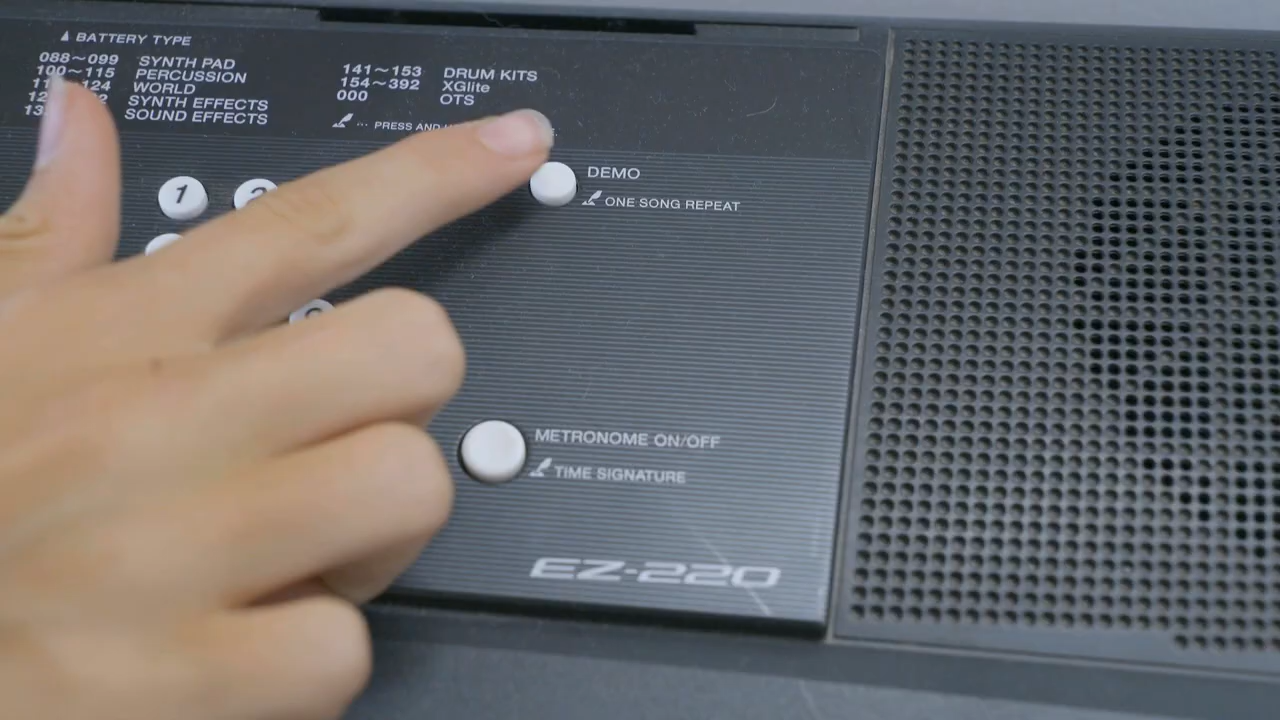 BATTERY TYPE
088~099 SYNTH PAD
100~115 PERCUSSION
WORLD
SYNTH EFFECTS
SOUND EFFECTS
141~153 DRUM KITS
154~392 XGlite
000 OTS
... PRESS AND
1 2
DEMO
ONE SONG REPEAT
METRONOME ON/OFF
TIME SIGNATURE
EZ-220